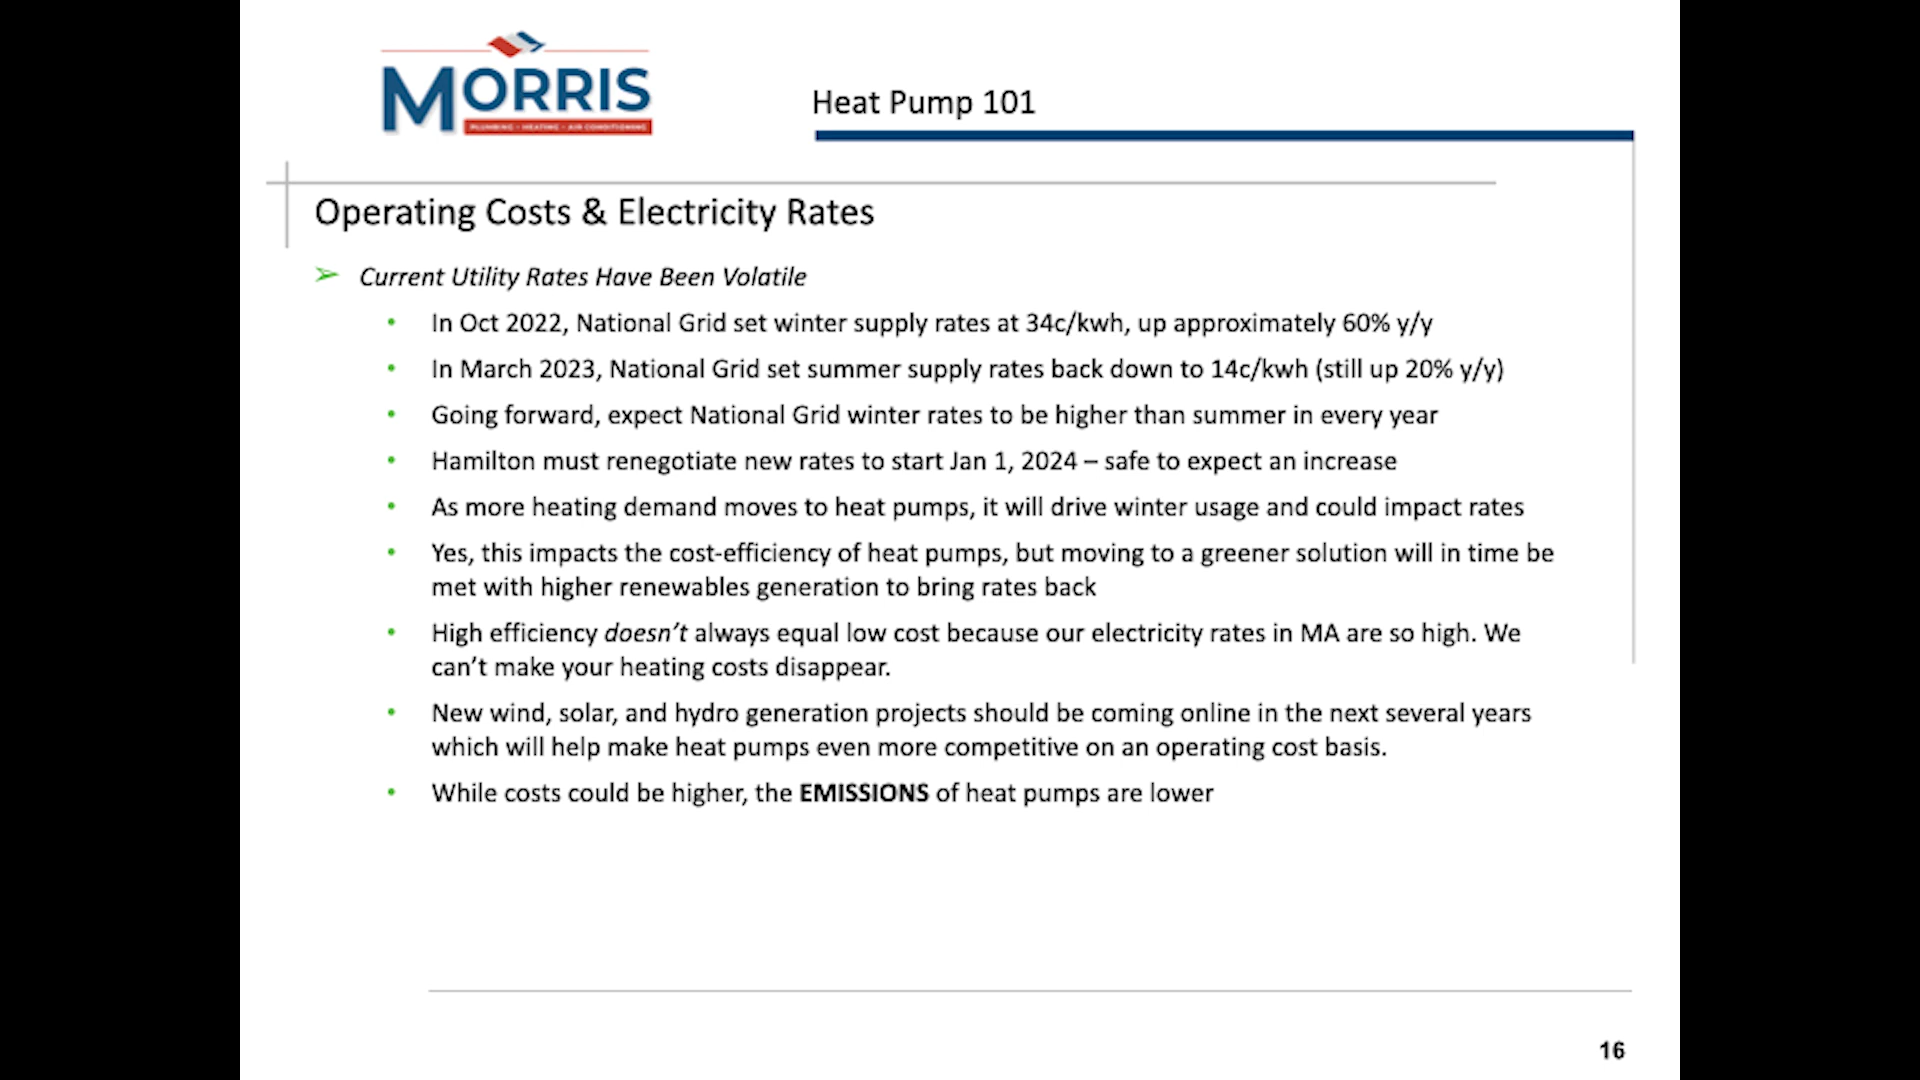 MORRIS
PLUMBING - HEATING - AIR CONDITIONING
Heat Pump 101
Operating Costs & Electricity Rates
➢ Current Utility Rates Have Been Volatile
• In Oct 2022, National Grid set winter supply rates at 34c/kwh, up approximately 60% y/y
• In March 2023, National Grid set summer supply rates back down to 14c/kwh (still up 20% y/y)
• Going forward, expect National Grid winter rates to be higher than summer in every year
• Hamilton must renegotiate new rates to start Jan 1, 2024 – safe to expect an increase
• As more heating demand moves to heat pumps, it will drive winter usage and could impact rates
• Yes, this impacts the cost-efficiency of heat pumps, but moving to a greener solution will in time be
met with higher renewables generation to bring rates back
• High efficiency doesn’t always equal low cost because our electricity rates in MA are so high. We
can’t make your heating costs disappear.
• New wind, solar, and hydro generation projects should be coming online in the next several years
which will help make heat pumps even more competitive on an operating cost basis.
• While costs could be higher, the EMISSIONS of heat pumps are lower
16